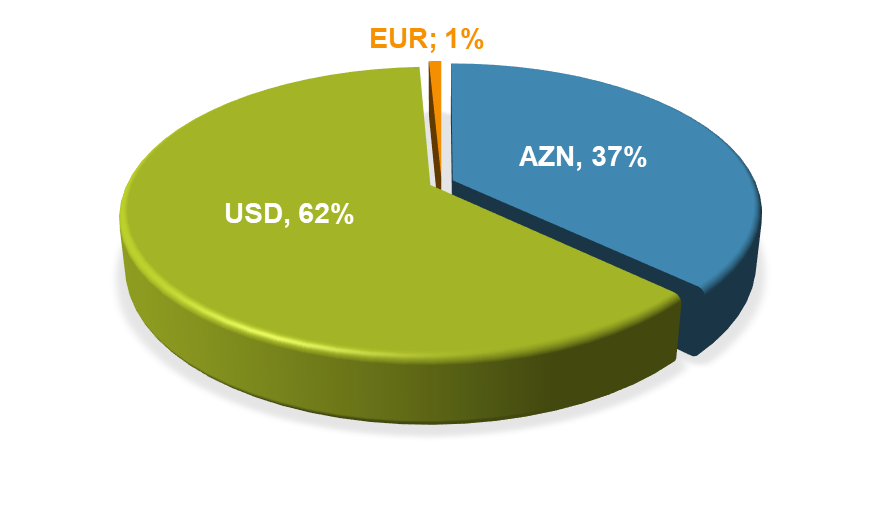 EUR; 1%
AZN, 37%
USD, 62%